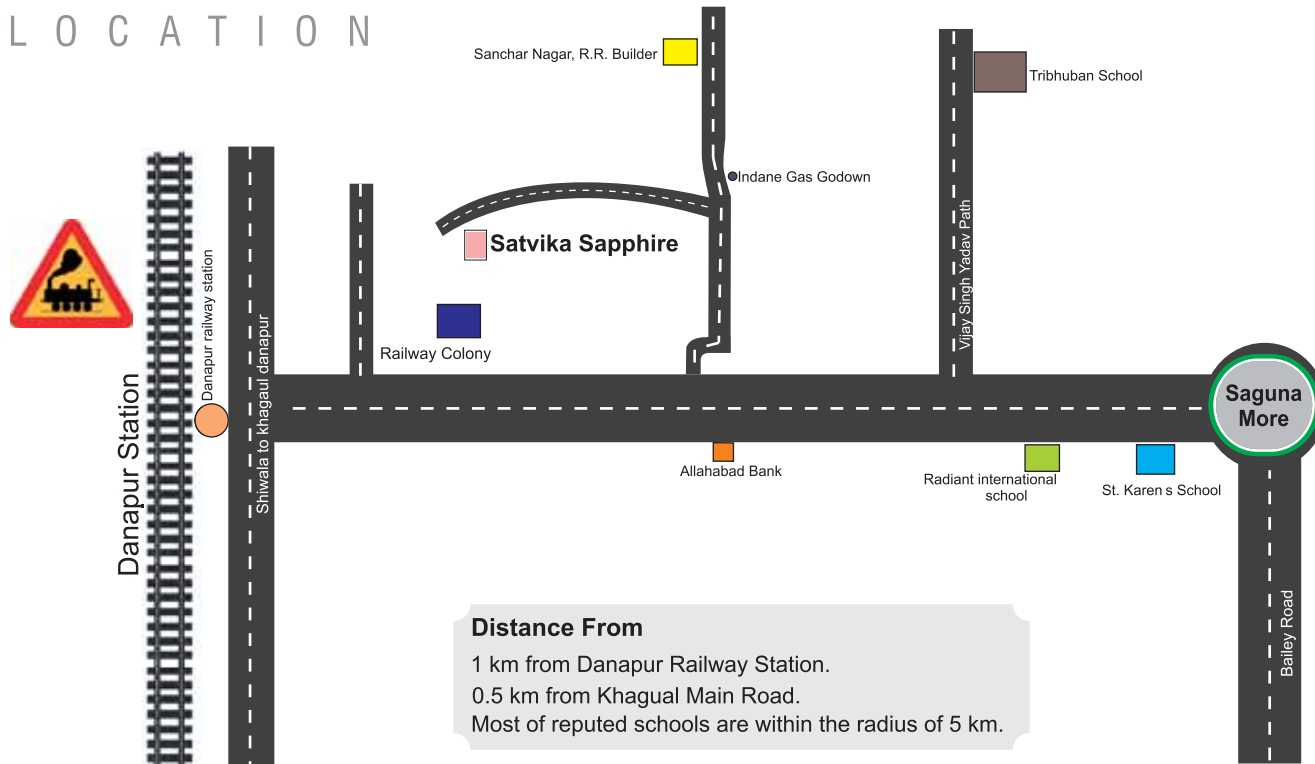 LOCATION
Sanchar Nagar, R.R. Builder
Tribhuban School
Indane Gas Godown
Satvika Sapphire
Railway Colony
Vijay Singh Yadav Path
Danapur railway station
Danapur Station
Shiwala to khagaul danapur
Saguna
More
Allahabad Bank
Radiant international
school
St. Karen s School
Bailey Road
Distance From
1 km from Danapur Railway Station.
0.5 km from Khagual Main Road.
Most of reputed schools are within the radius of 5 km.